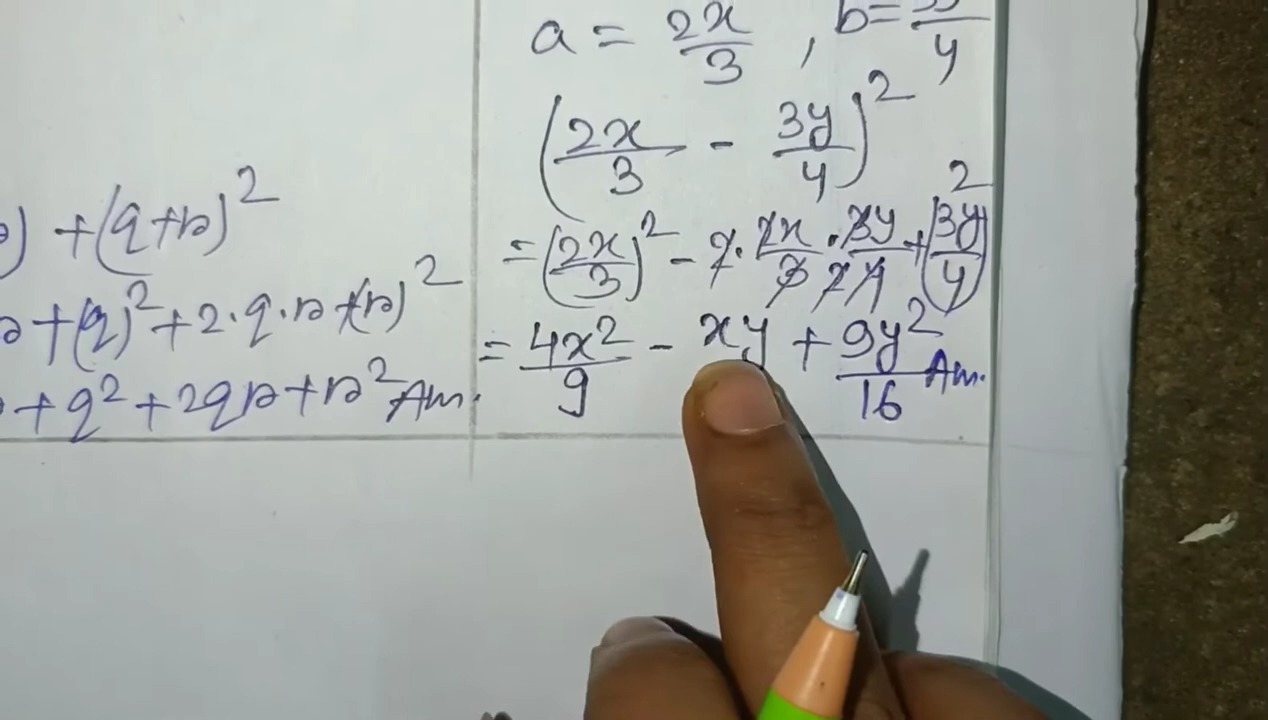 +(q+r)²
+(q)²+2·q·r+(r)²
+q²+2qr+r² Ans.
a = 2x/3 , b =
(2x/3 - 3y/4)²
= (2x/3)² - 2·2x/3·3y/4 + (3y/4)²
= 4x²/9 - xy + 9y²/16 Ans.